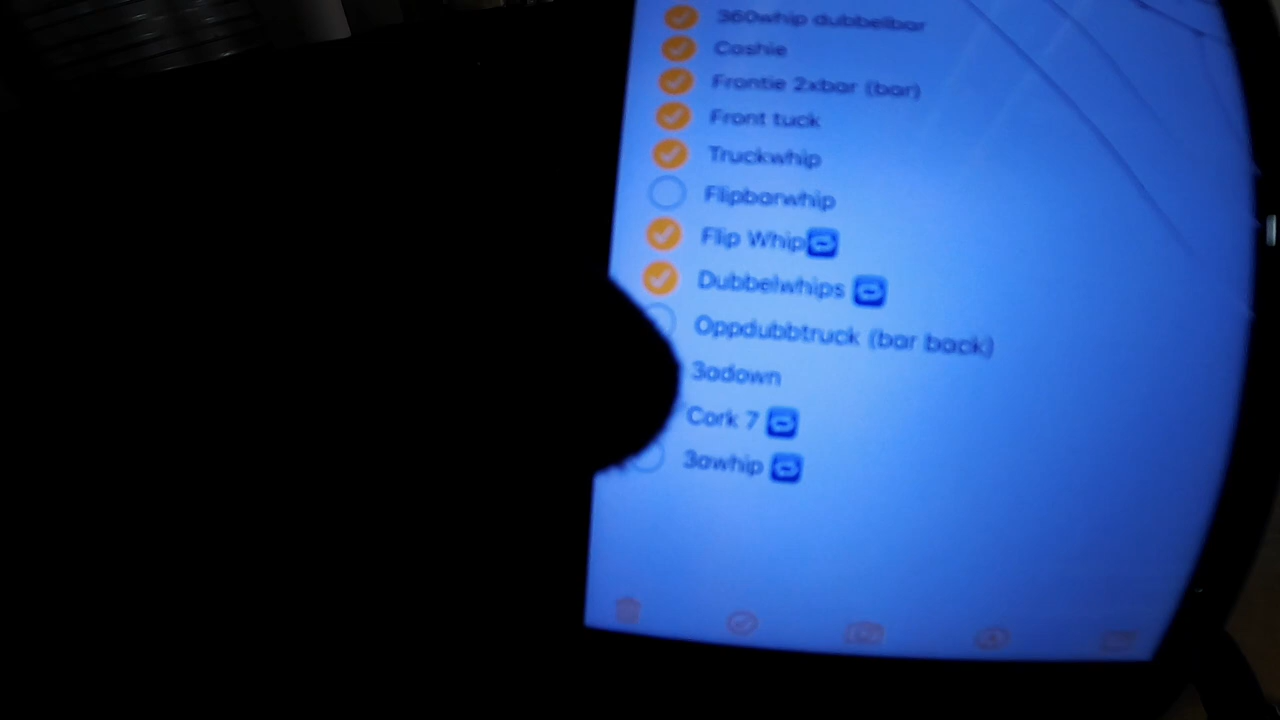 360whip dubbelbar
Cashie
Frontie 2xbar (bar)
Front tuck
Truckwhip
Flipbarwhip
Flip Whip
Dubbelwhips
Oppdubbtruck (bar back)
3adown
Cork 7
3awhip